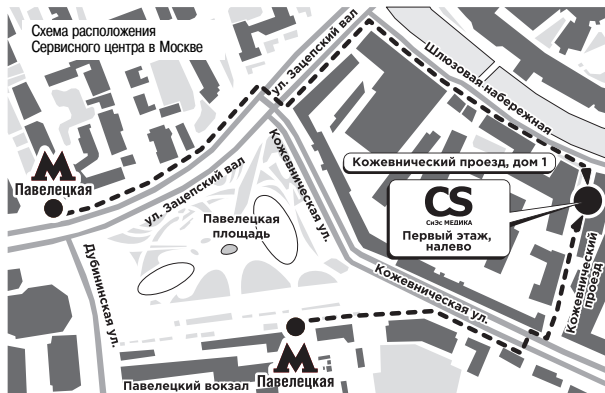 Схема расположения
Сервисного центра в Москве
ул. Зацепский вал
Шлюзовая набережная
М
Павелецкая
ул. Зацепский вал
Кожевническая ул.
Кожевнический проезд, дом 1
CS
СиЭс МЕДИКА
Первый этаж,
налево
Павелецкая
площадь
Дубининская ул.
Кожевническая ул.
Кожевнический
проезд
М
Павелецкий вокзал
Павелецкая